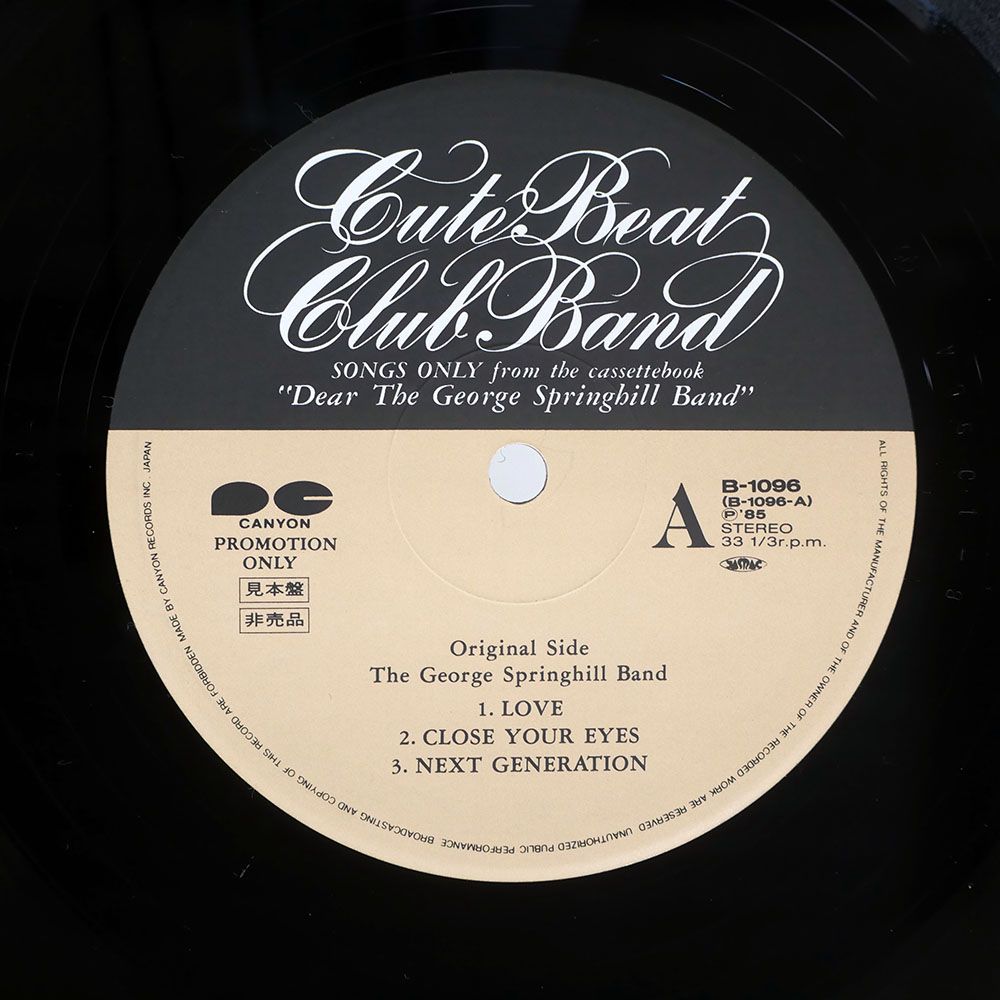 Cute Beat
Club Band
SONGS ONLY from the cassettebook
"Dear The George Springhill Band"
CANYON
PROMOTION
ONLY
見本盤
非売品
A
B-1096
(B-1096-A)
Ⓟ'85
STEREO
33 1/3r.p.m.
JASRAC
Original Side
The George Springhill Band
1. LOVE
2. CLOSE YOUR EYES
3. NEXT GENERATION
ALL RIGHTS OF THE MANUFACTURER AND OF THE OWNER OF THE RECORDED WORK ARE RESERVED UNAUTHORIZED PUBLIC PERFORMANCE BROADCASTING AND COPYING OF THIS RECORD ARE FORBIDDEN MADE BY CANYON RECORDS INC. JAPAN